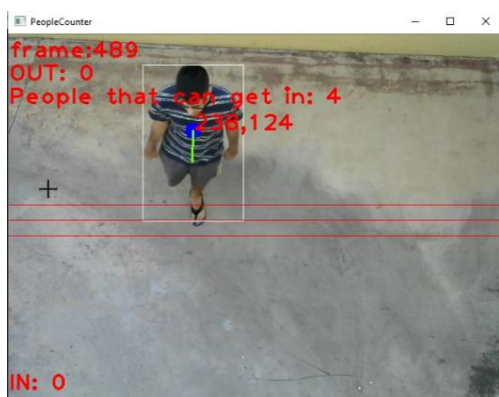 PeopleCounter
frame:489
OUT: 0
People that can get in: 4
236,124
IN: 0